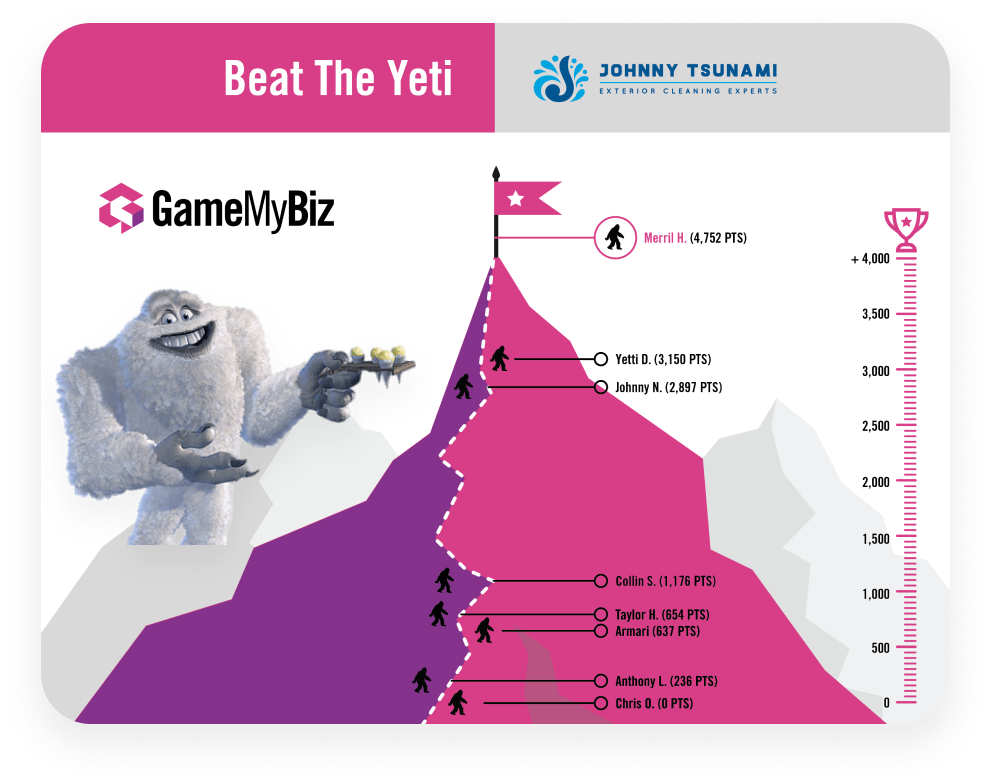 Beat The Yeti
JOHNNY TSUNAMI
EXTERIOR CLEANING EXPERTS
GameMyBiz
Merril H. (4,752 PTS)
+ 4,000
3,500
Yetti D. (3,150 PTS)
3,000
Johnny N. (2,897 PTS)
2,500
2,000
1,500
Collin S. (1,176 PTS)
1,000
Taylor H. (654 PTS)
Armari (637 PTS)
500
Anthony L. (236 PTS)
Chris O. (0 PTS)
0